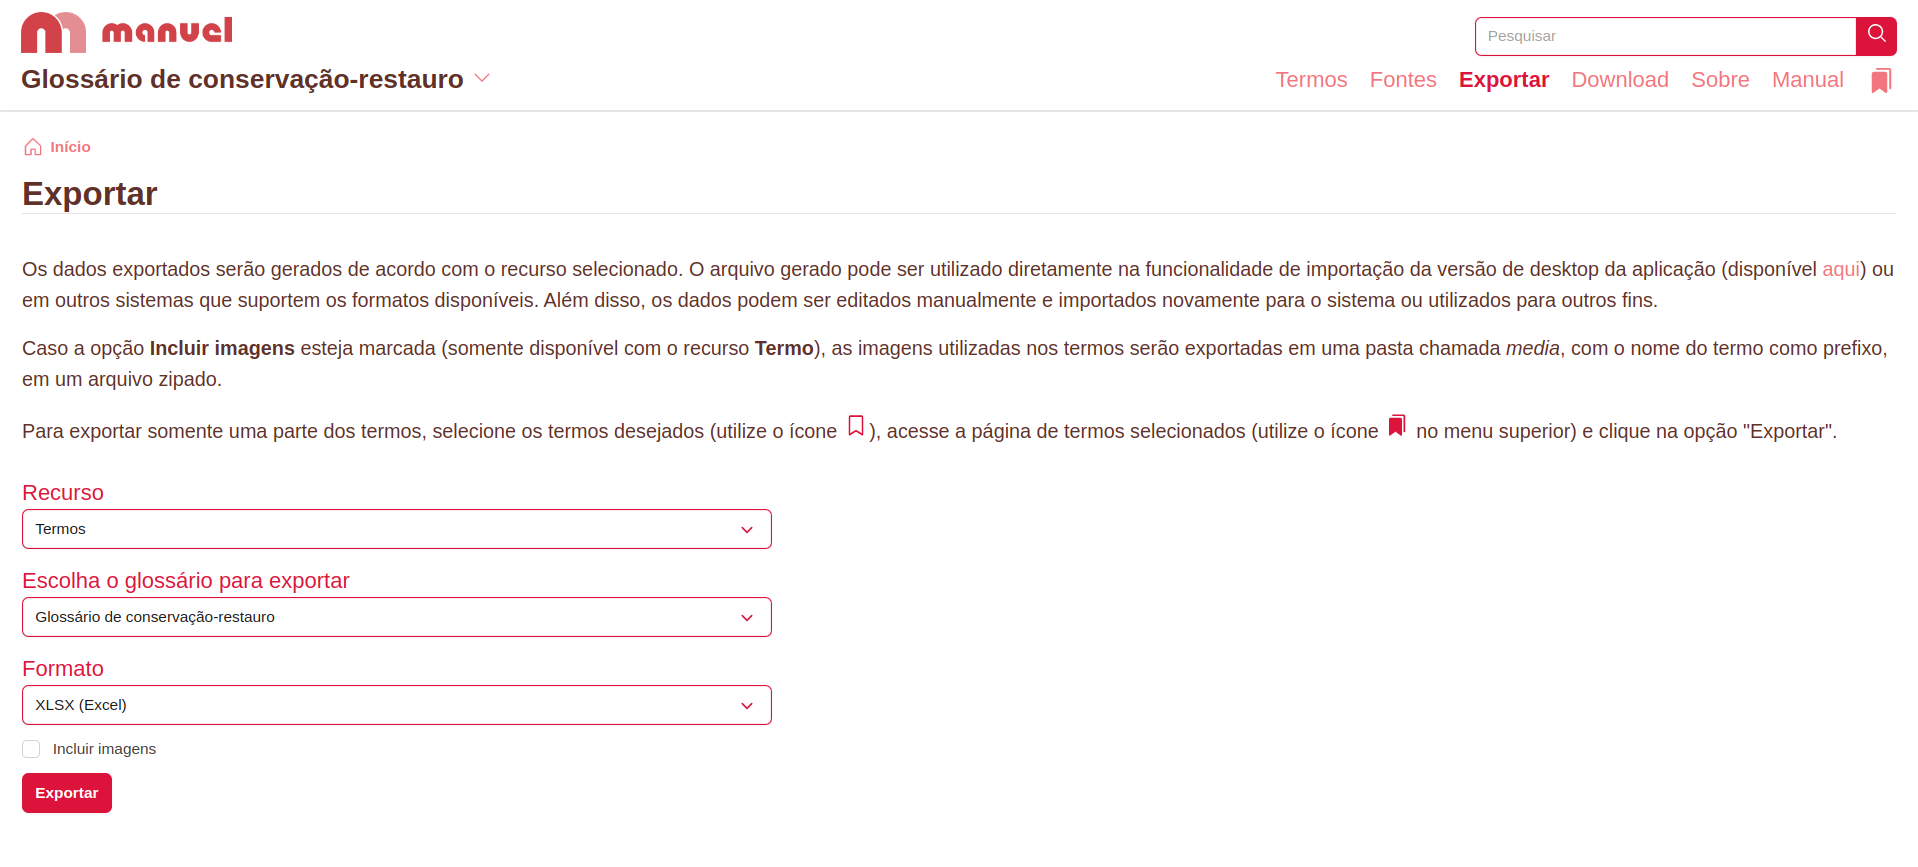 manuel
Pesquisar
Glossário de conservação-restauro
Termos Fontes Exportar Download Sobre Manual
Início
Exportar
Os dados exportados serão gerados de acordo com o recurso selecionado. O arquivo gerado pode ser utilizado diretamente na funcionalidade de importação da versão de desktop da aplicação (disponível aqui) ou
em outros sistemas que suportem os formatos disponíveis. Além disso, os dados podem ser editados manualmente e importados novamente para o sistema ou utilizados para outros fins.
Caso a opção Incluir imagens esteja marcada (somente disponível com o recurso Termo), as imagens utilizadas nos termos serão exportadas em uma pasta chamada media, com o nome do termo como prefixo,
em um arquivo zipado.
Para exportar somente uma parte dos termos, selecione os termos desejados (utilize o ícone ), acesse a página de termos selecionados (utilize o ícone no menu superior) e clique na opção "Exportar".
Recurso
Termos
Escolha o glossário para exportar
Glossário de conservação-restauro
Formato
XLSX (Excel)
Incluir imagens
Exportar